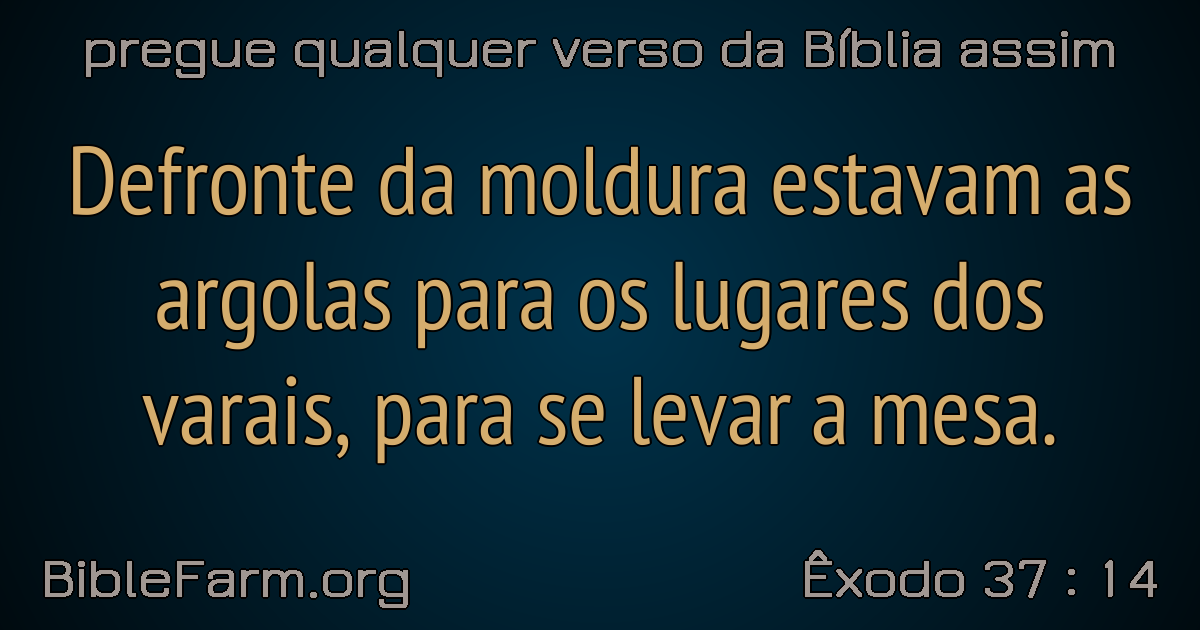 pregue qualquer verso da Bíblia assim
Defronte da moldura estavam as
argolas para os lugares dos
varais, para se levar a mesa.
BibleFarm.org
Êxodo 37 : 14